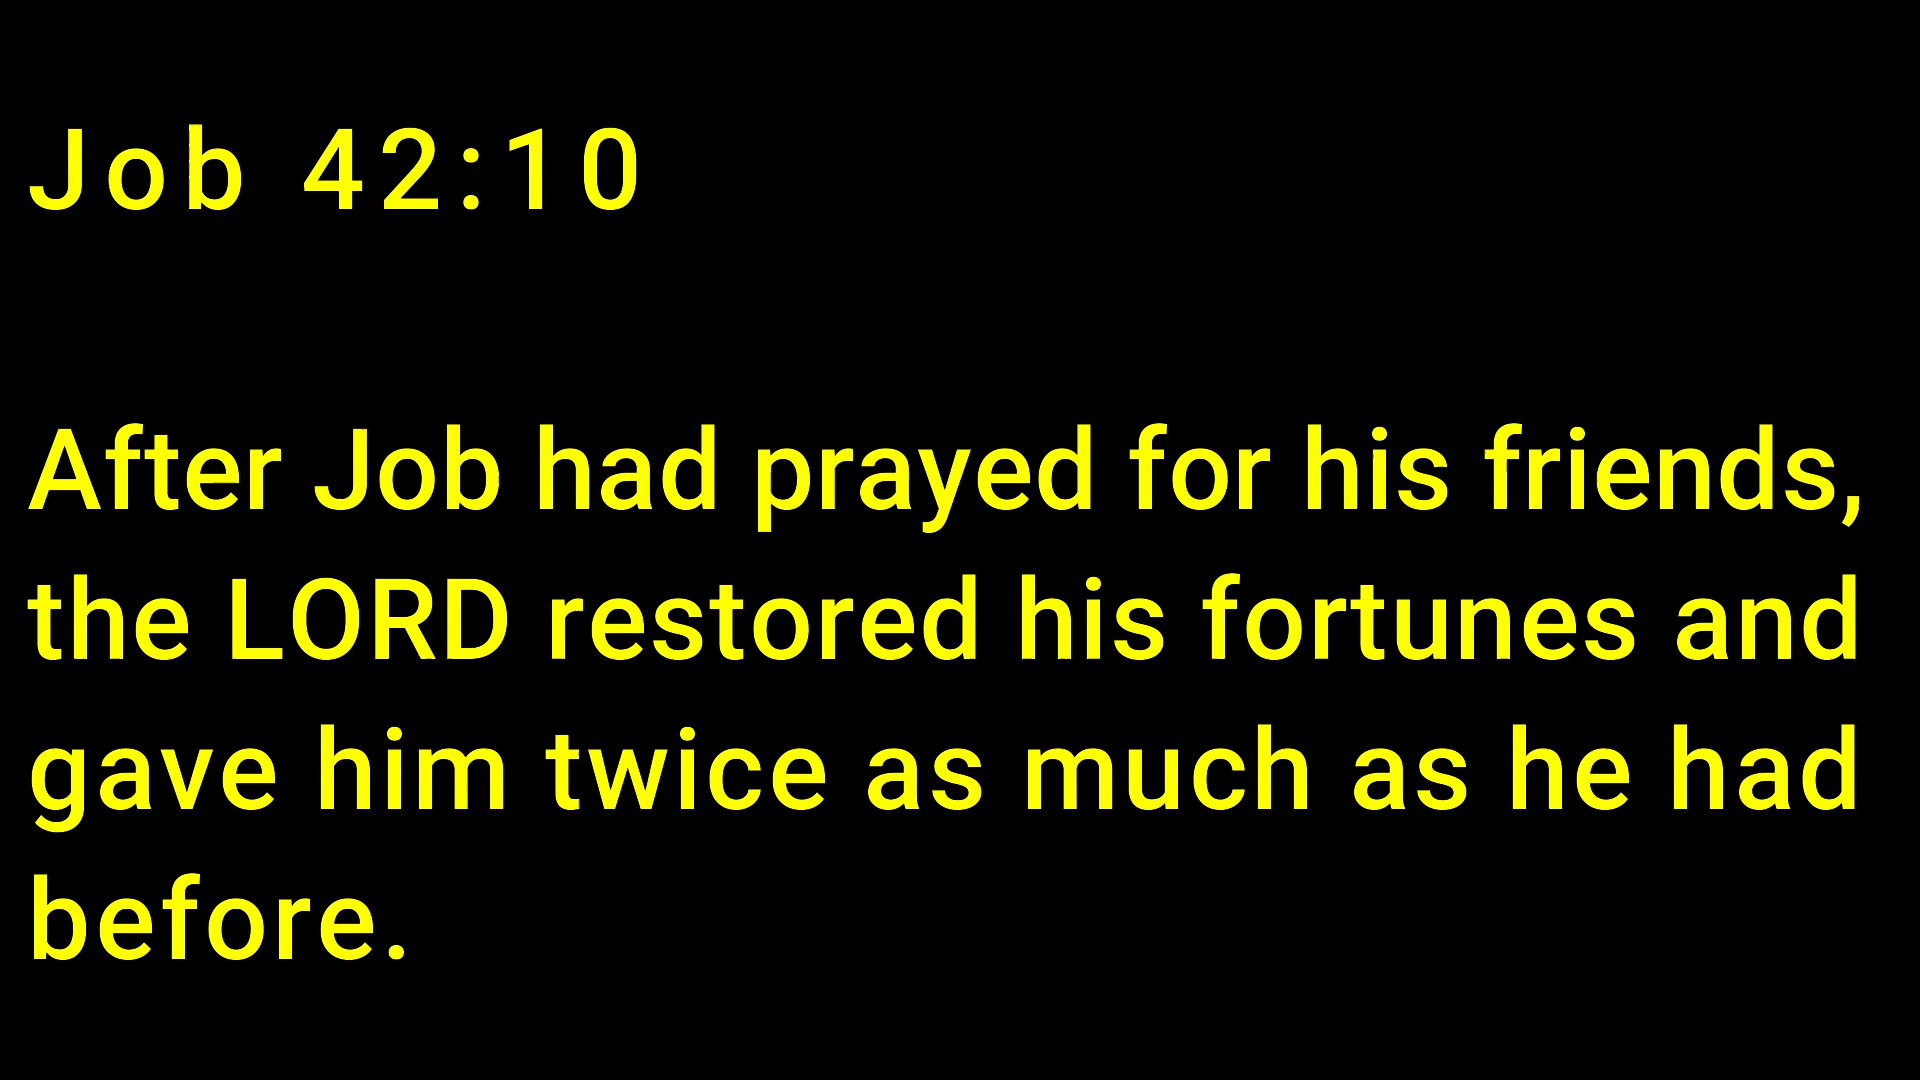 Job 42:10
After Job had prayed for his friends,
the LORD restored his fortunes and
gave him twice as much as he had
before.